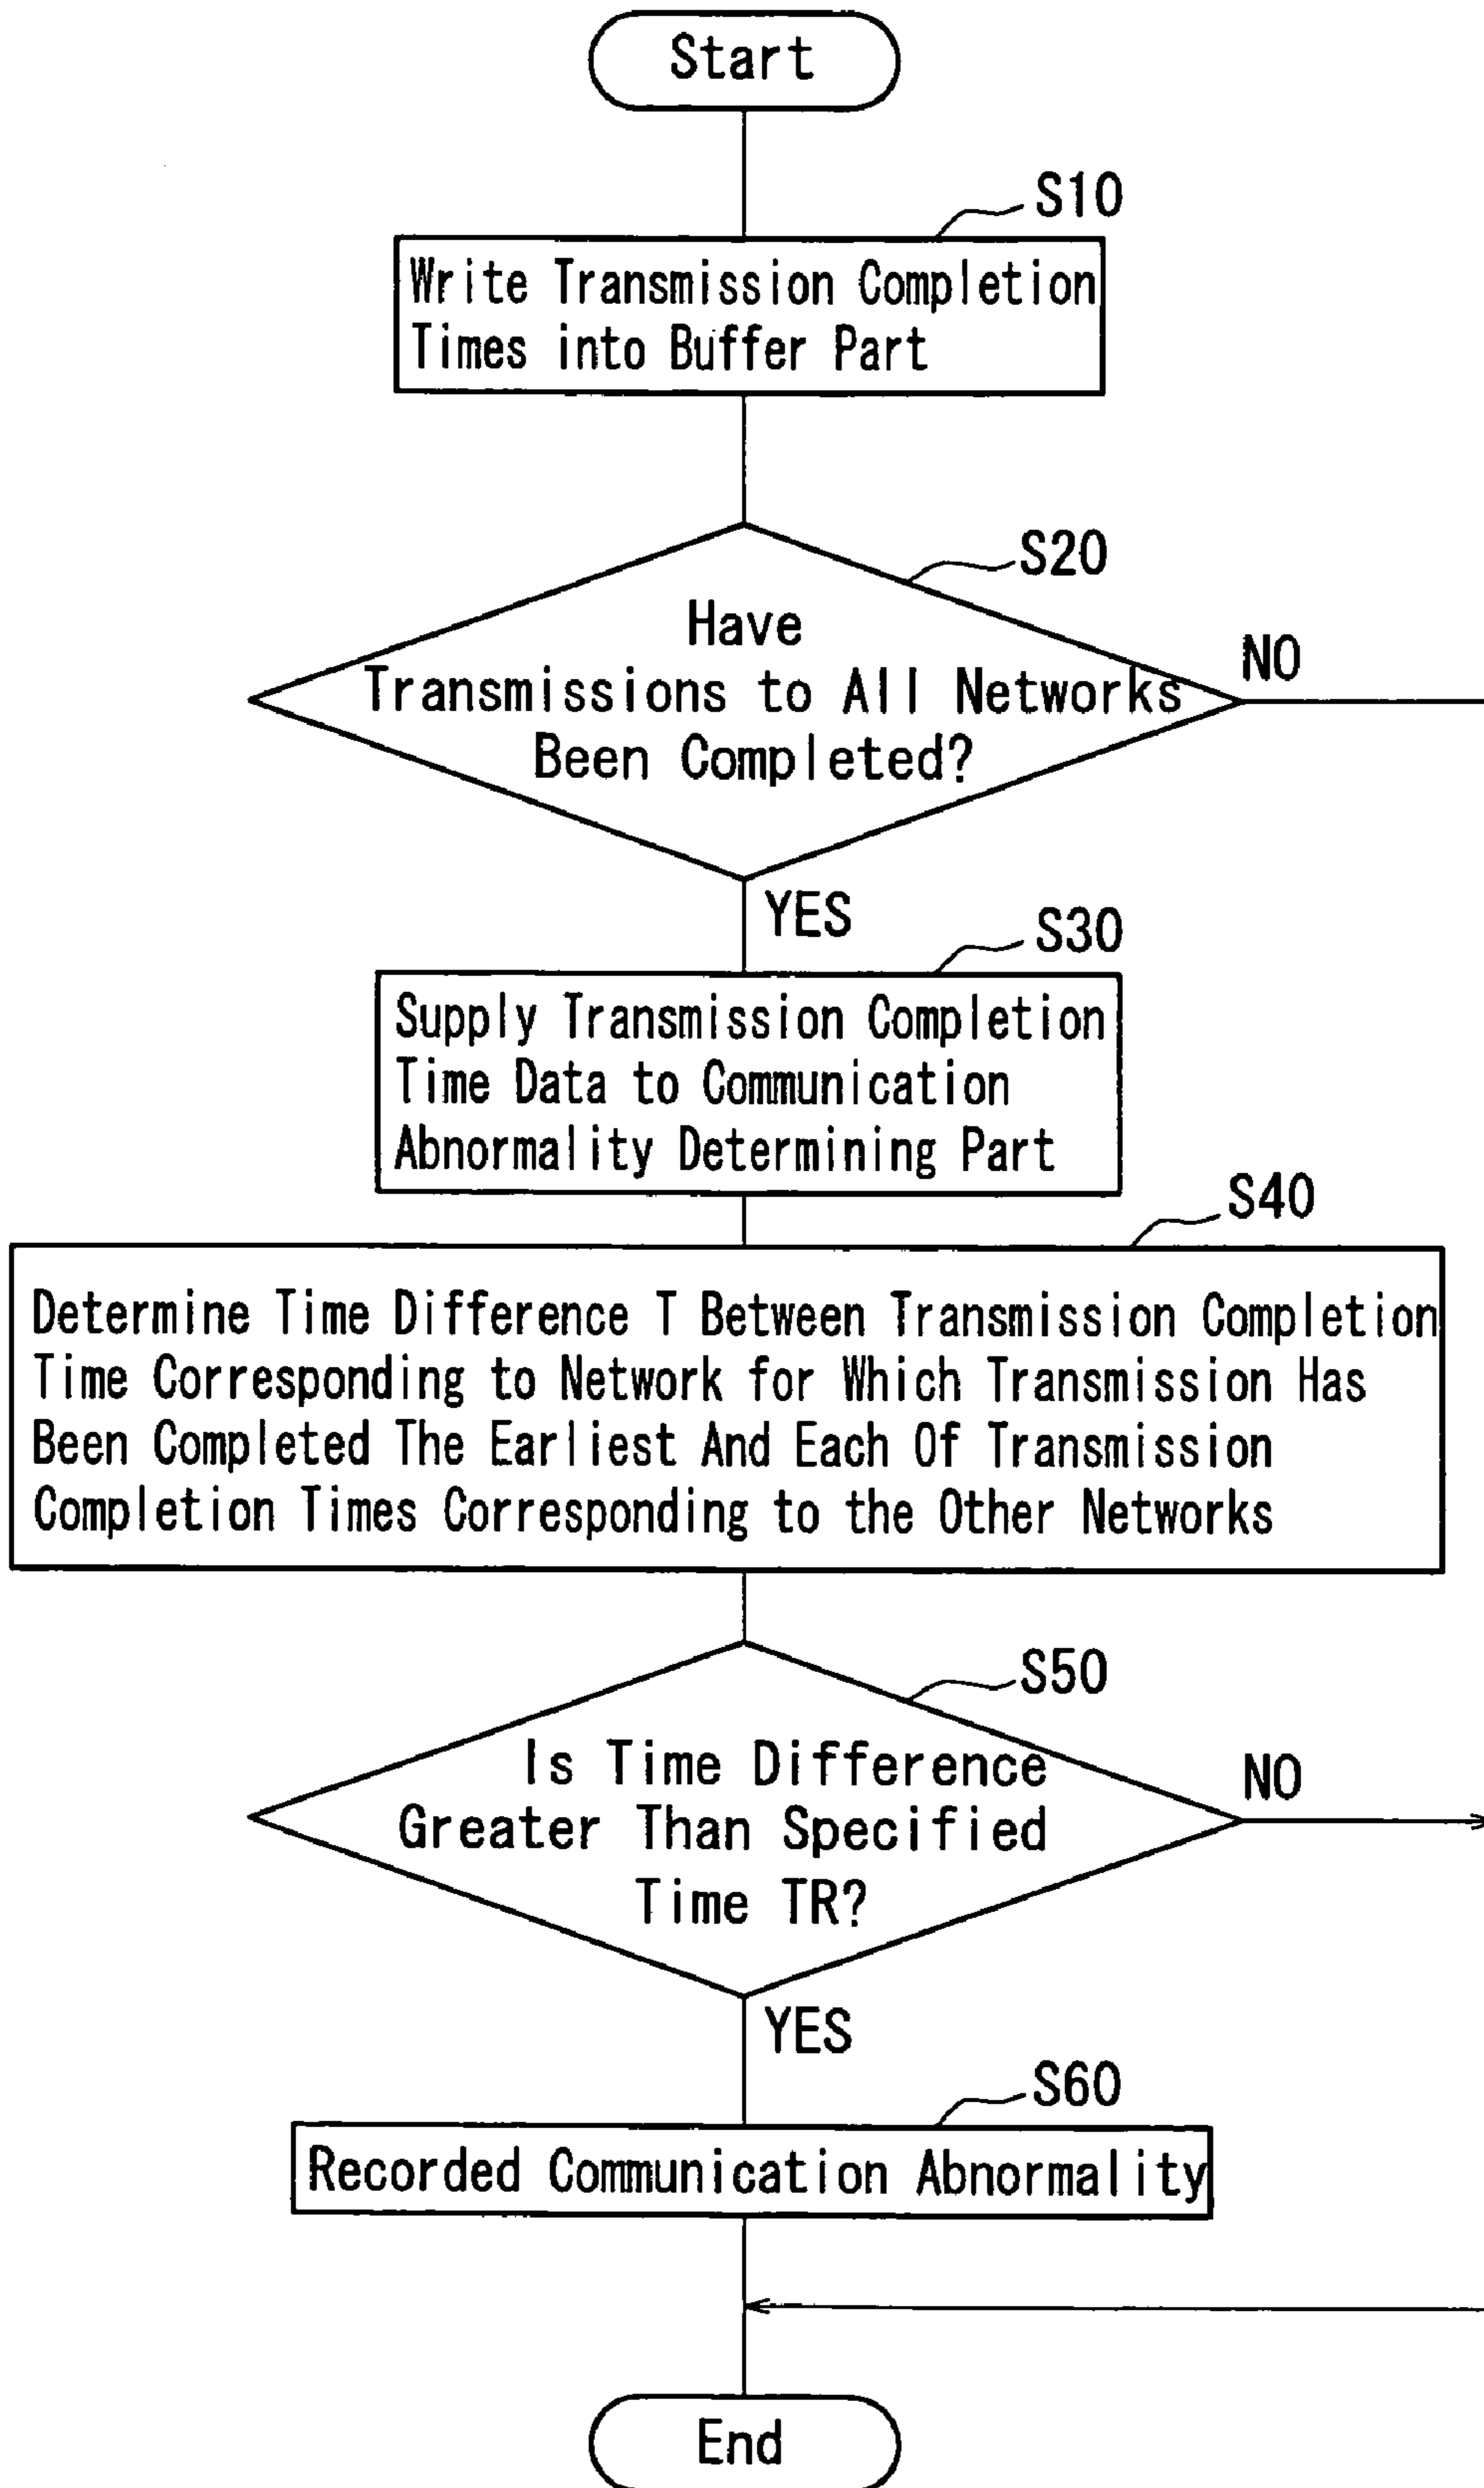 Start
S10
Write Transmission Completion
Times into Buffer Part
S20
Have
Transmissions to All Networks
Been Completed?
NO
YES
S30
Supply Transmission Completion
Time Data to Communication
Abnormality Determining Part
S40
Determine Time Difference T Between Transmission Completion
Time Corresponding to Network for Which Transmission Has
Been Completed The Earliest And Each Of Transmission
Completion Times Corresponding to the Other Networks
S50
Is Time Difference
Greater Than Specified
Time TR?
NO
YES
S60
Recorded Communication Abnormality
End